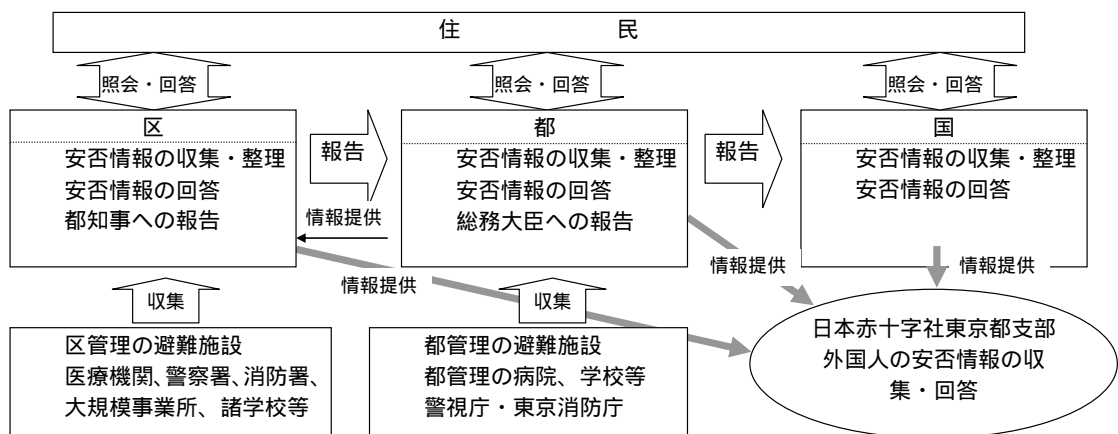 住 民
照会・回答
照会・回答
照会・回答
区
安否情報の収集・整理
安否情報の回答
都知事への報告
報告
都
安否情報の収集・整理
安否情報の回答
総務大臣への報告
報告
国
安否情報の収集・整理
安否情報の回答
情報提供
情報提供
情報提供
情報提供
収集
収集
区管理の避難施設
医療機関、警察署、消防署、
大規模事業所、諸学校等
都管理の避難施設
都管理の病院、学校等
警視庁・東京消防庁
日本赤十字社東京都支部
外国人の安否情報の収
集・回答